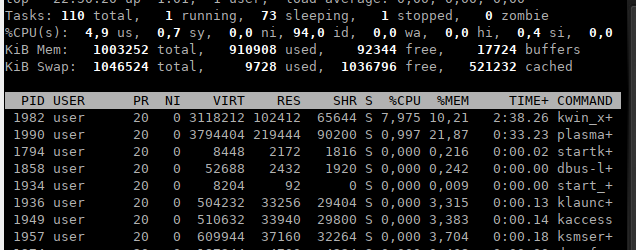 Tasks: 110 total, 1 running, 73 sleeping, 1 stopped, 0 zombie
%CPU(s): 4,9 us, 0,7 sy, 0,0 ni, 94,0 id, 0,0 wa, 0,0 hi, 0,4 si, 0,0
KiB Mem: 1003252 total, 910908 used, 92344 free, 17724 buffers
KiB Swap: 1046524 total, 9728 used, 1036796 free, 521232 cached
PID USER PR NI VIRT RES SHR S %CPU %MEM TIME+ COMMAND
1982 user 20 0 3118212 102412 65644 S 7,975 10,21 2:38.26 kwin_x+
1990 user 20 0 3794404 219444 90200 S 0,997 21,87 0:33.23 plasma+
1794 user 20 0 8448 2172 1816 S 0,000 0,216 0:00.02 startk+
1858 user 20 0 52688 2432 1920 S 0,000 0,242 0:00.00 dbus-l+
1934 user 20 0 8204 92 0 S 0,000 0,009 0:00.00 start_+
1936 user 20 0 504232 33256 29404 S 0,000 3,315 0:00.13 klaunc+
1949 user 20 0 510632 33940 29800 S 0,000 3,383 0:00.14 kaccess
1957 user 20 0 609944 37160 32264 S 0,000 3,704 0:00.18 ksmser+